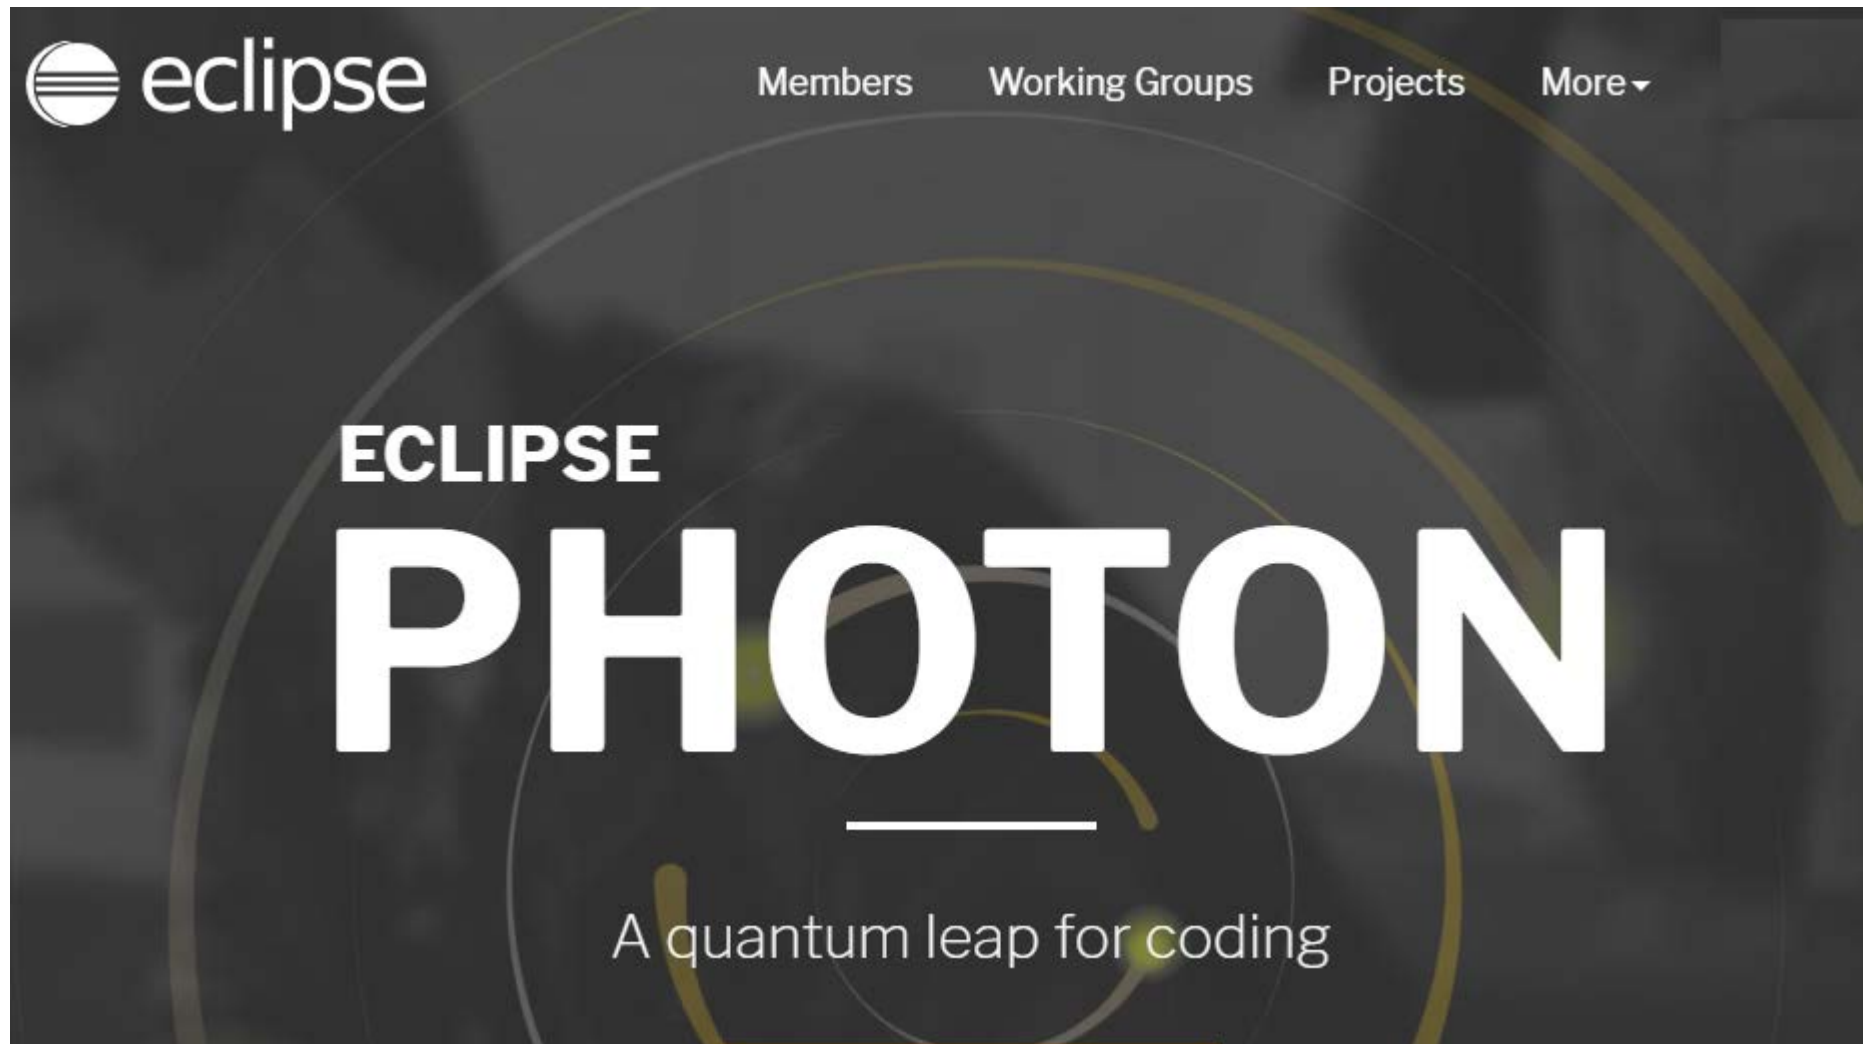 eclipse
Members Working Groups Projects More
ECLIPSE
PHOTON
A quantum leap for coding